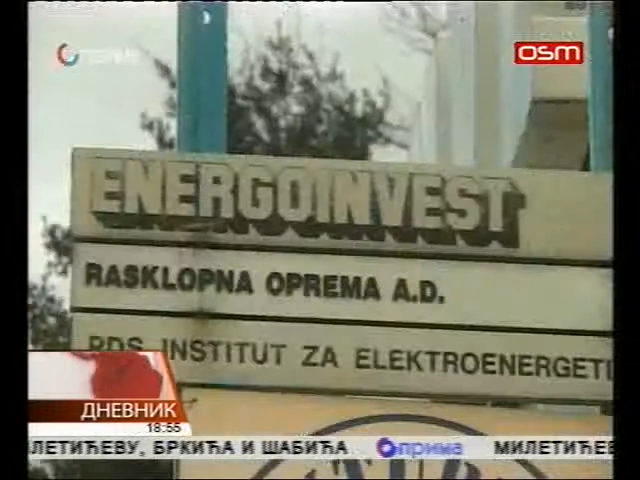 OSM
ENERGOINVEST
RASKLOPNA OPREMA A.D.
RDS INSTITUT ZA ELEKTROENERGETI
ДНЕВНИК
18:55
ЛЕТИЋЕВУ, БРКИЋА И ШАБИЋА прима МИЛЕТИЋЕВ